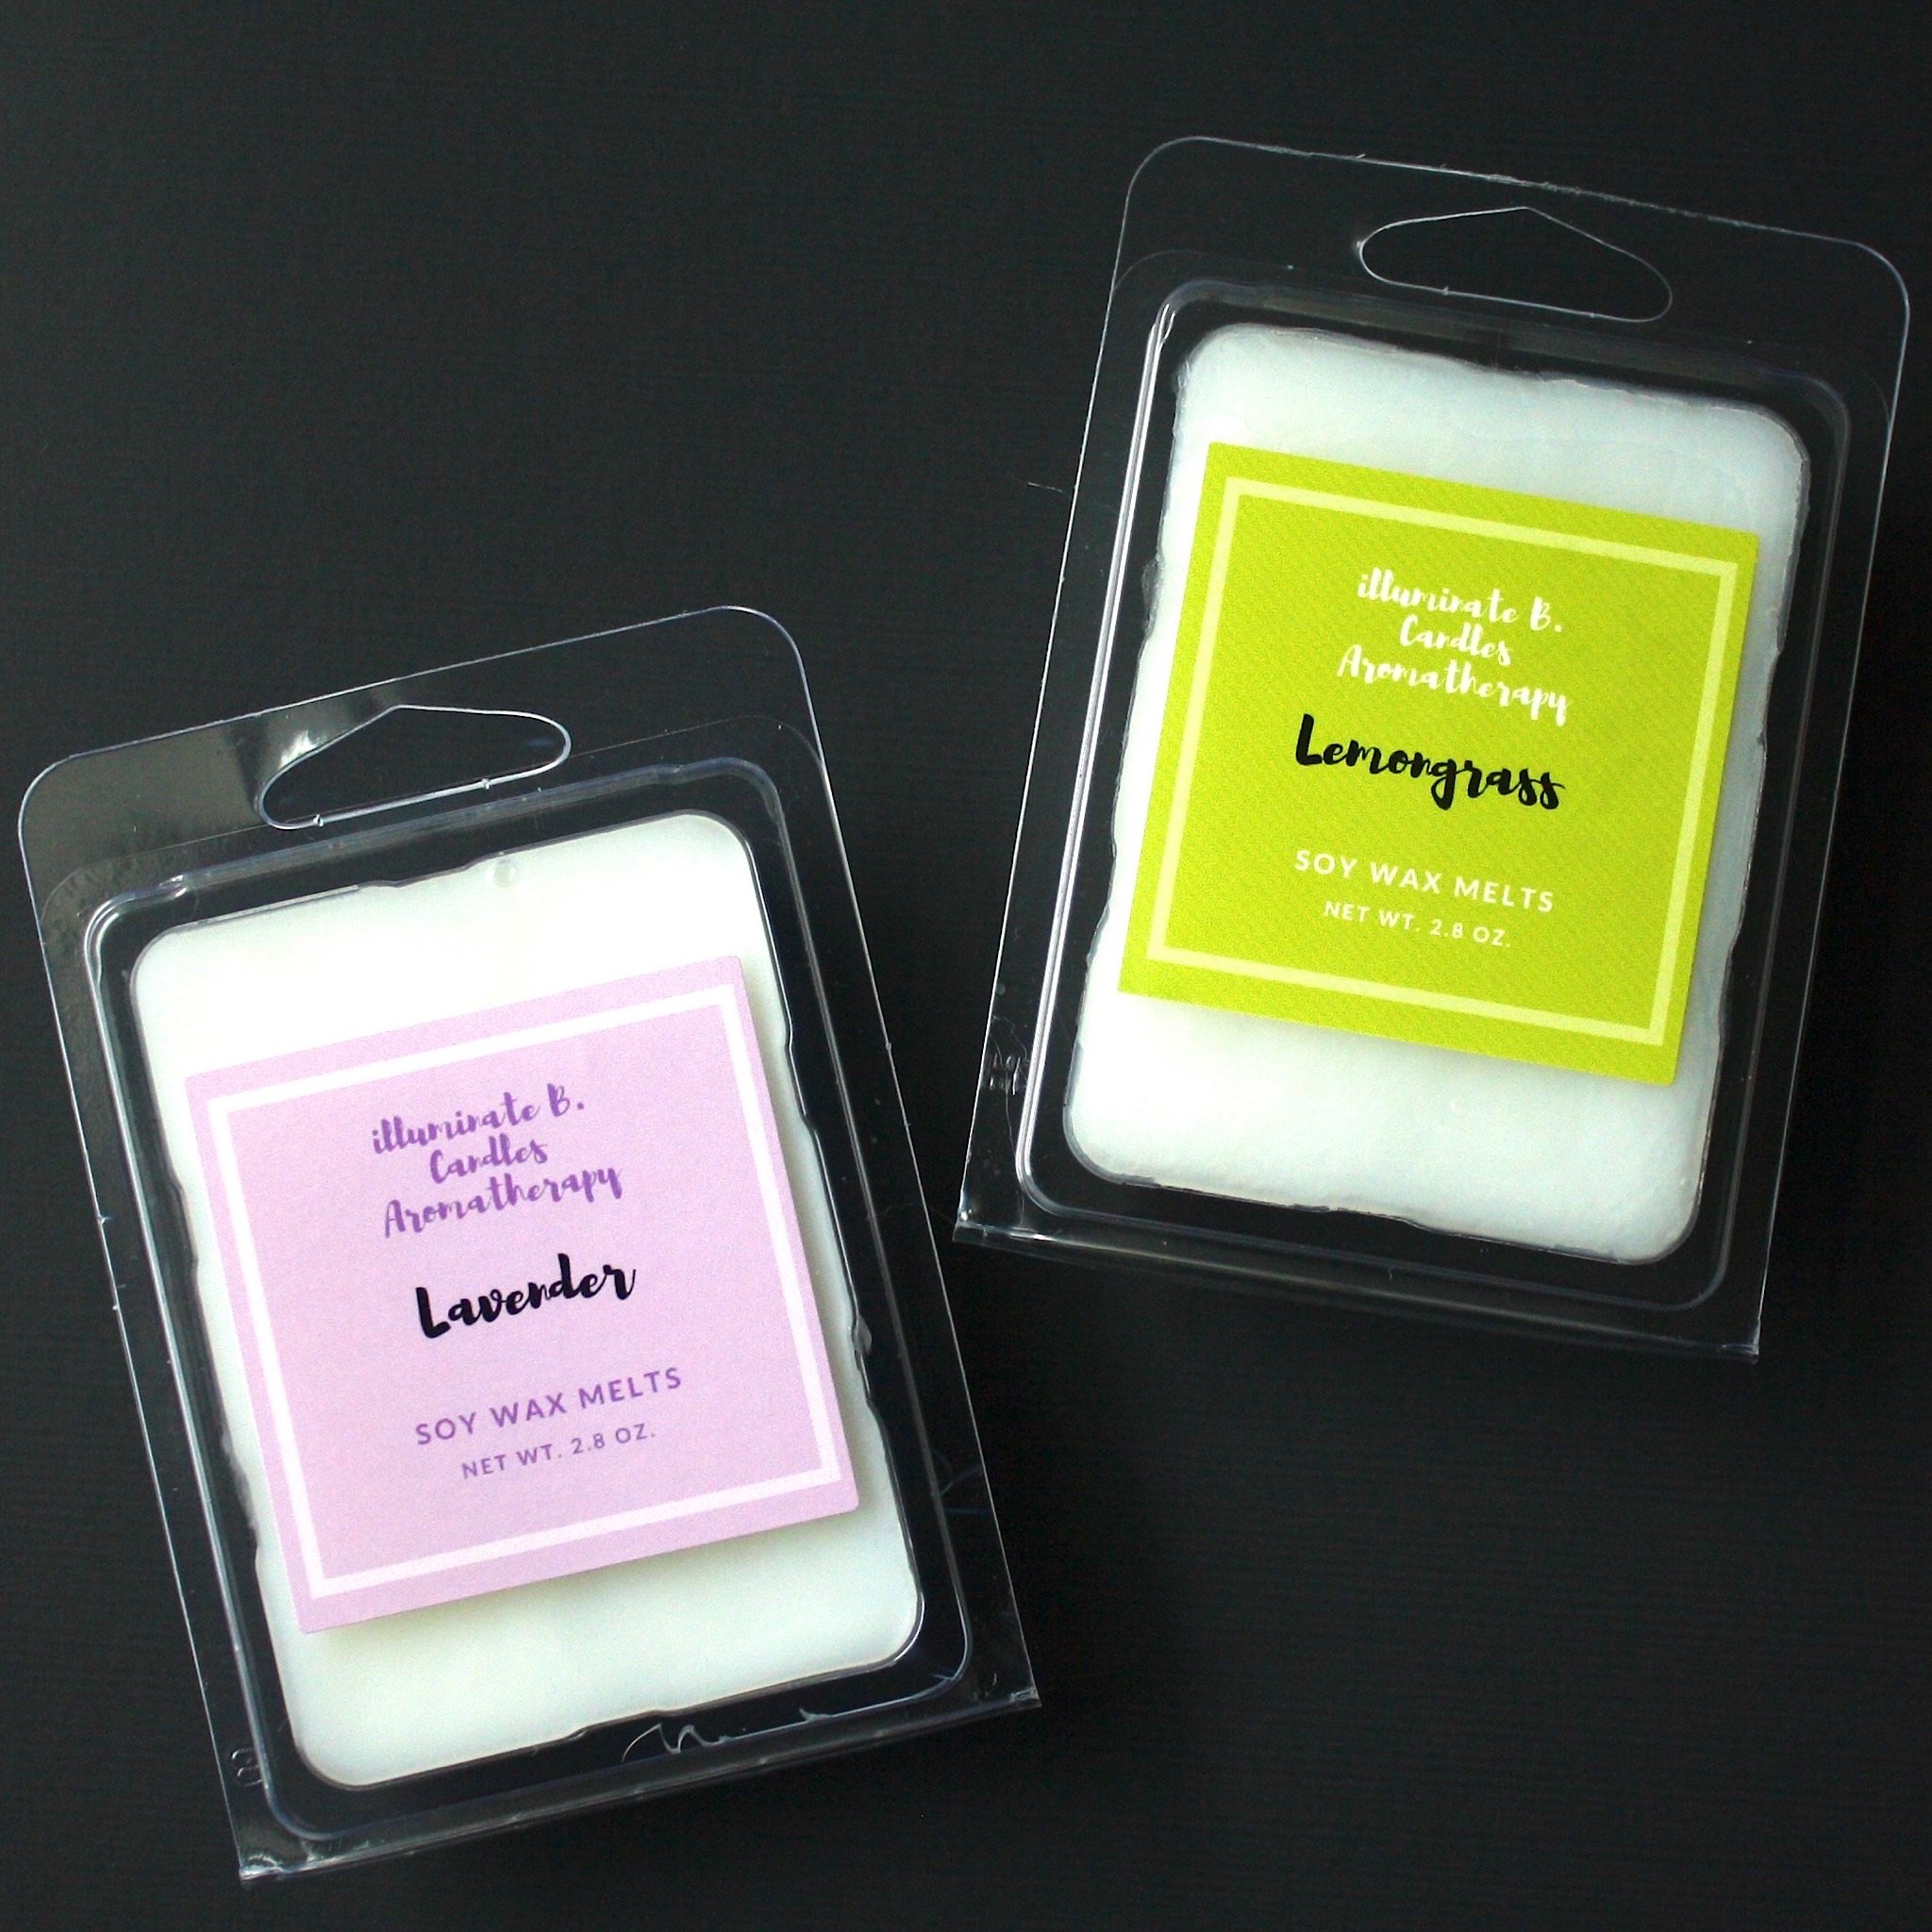 illuminate B.
Candles
Aromatherapy
Lavender
SOY WAX MELTS
NET WT. 2.8 OZ.
illuminate B.
Candles
Aromatherapy
Lemongrass
SOY WAX MELTS
NET WT. 2.8 OZ.